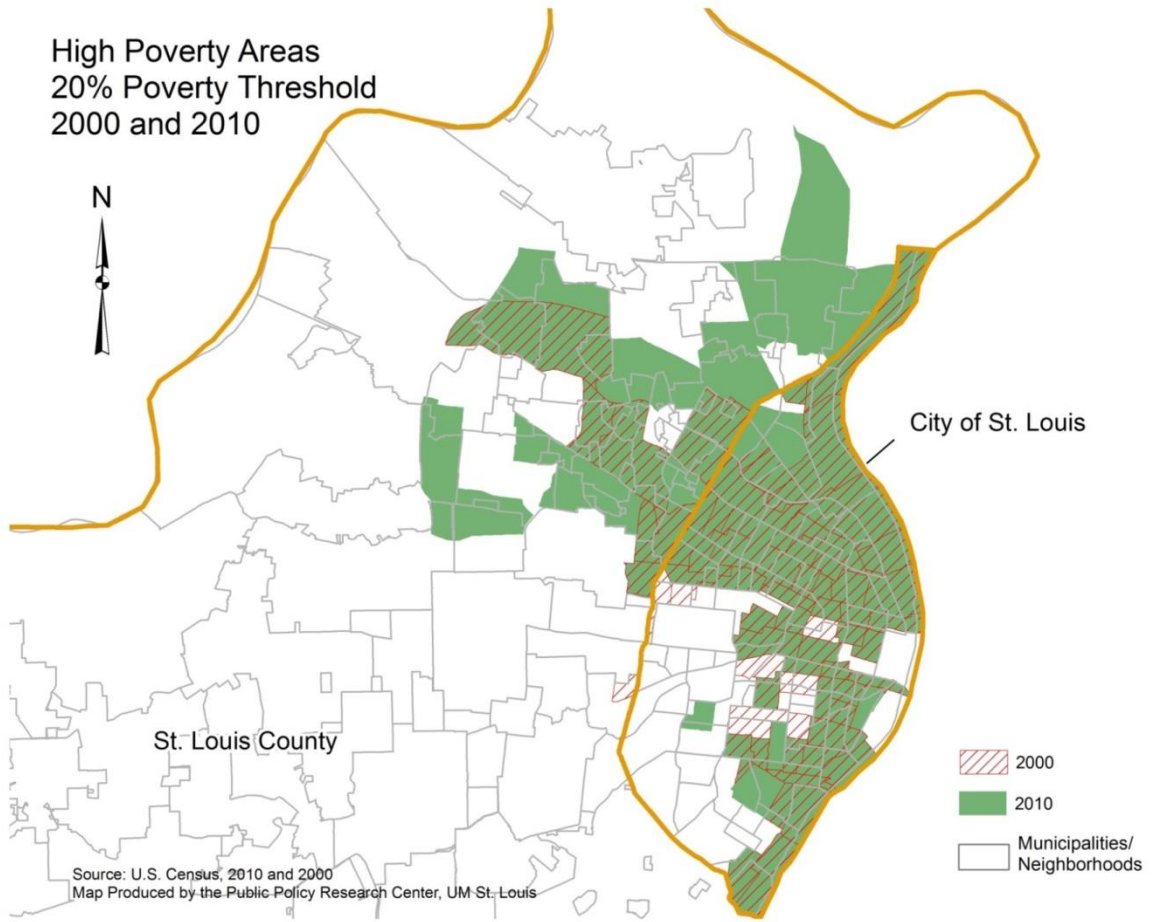 High Poverty Areas
20% Poverty Threshold
2000 and 2010
N
City of St. Louis
St. Louis County
2000
2010
Municipalities/
Neighborhoods
Source: U.S. Census, 2010 and 2000
Map Produced by the Public Policy Research Center, UM St. Louis